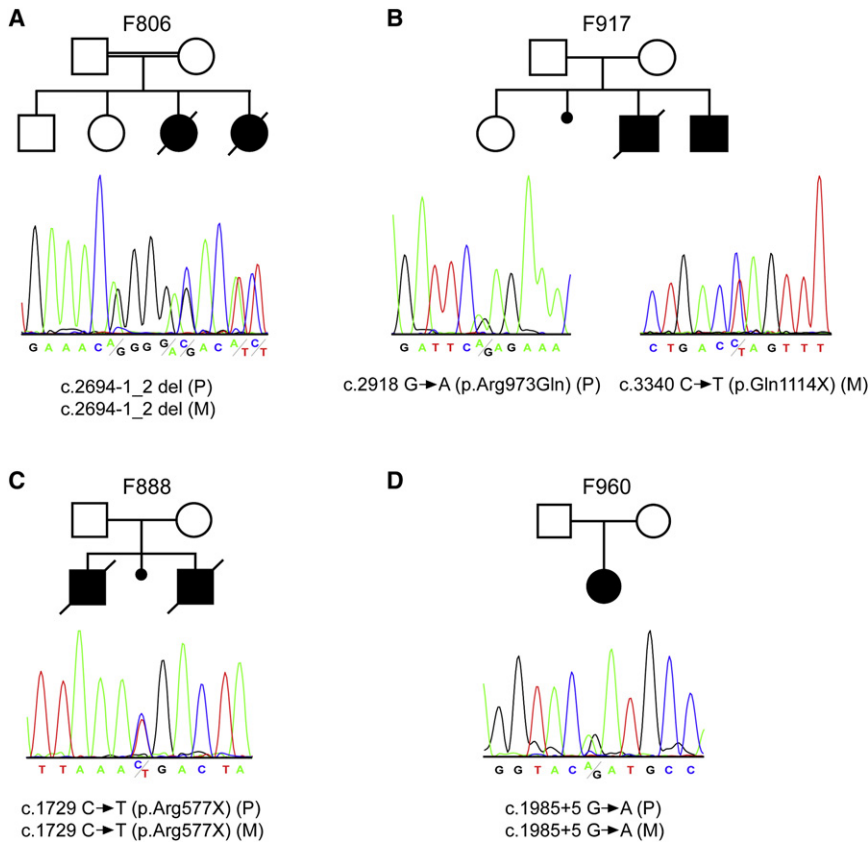 A
F806
G A A A C A/G G G G/A A/C C/G A C A A/T C/T T
c.2694-1_2 del (P)
c.2694-1_2 del (M)
B
F917
G A T T C A/G A G A A A
c.2918 G→A (p.Arg973Gln) (P)
C T G A C C/T A G T T T
c.3340 C→T (p.Gln1114X) (M)
C
F888
T T A A A C/T G A C T A
c.1729 C→T (p.Arg577X) (P)
c.1729 C→T (p.Arg577X) (M)
D
F960
G G T A C A/G A T G C C
c.1985+5 G→A (P)
c.1985+5 G→A (M)